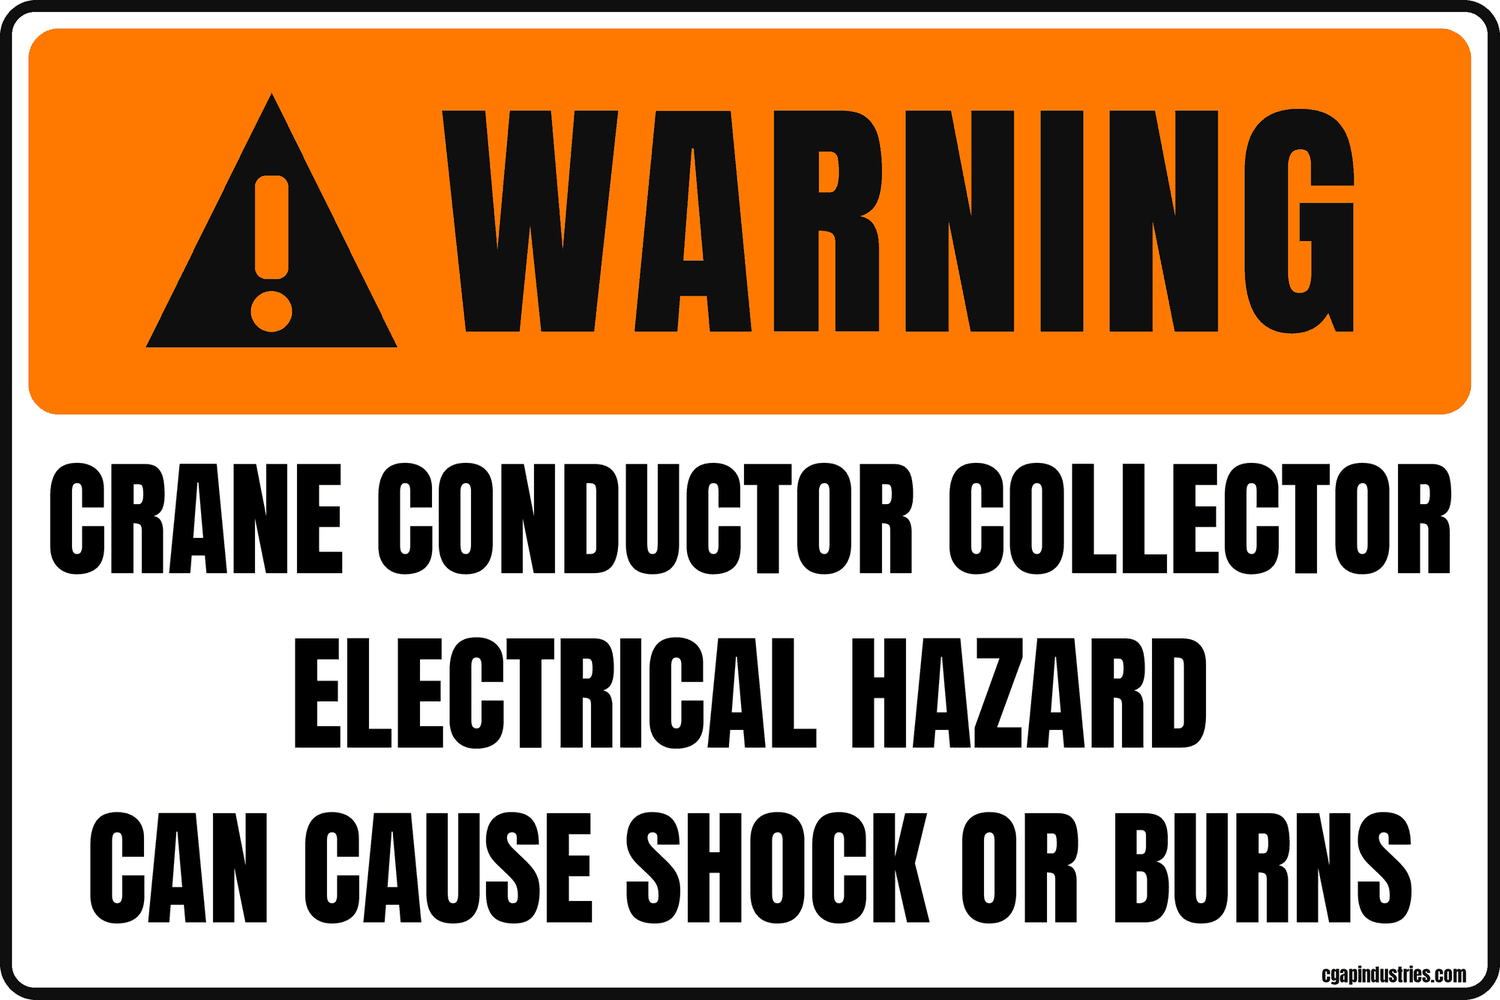 WARNING
CRANE CONDUCTOR COLLECTOR
ELECTRICAL HAZARD
CAN CAUSE SHOCK OR BURNS
cgapindustries.com